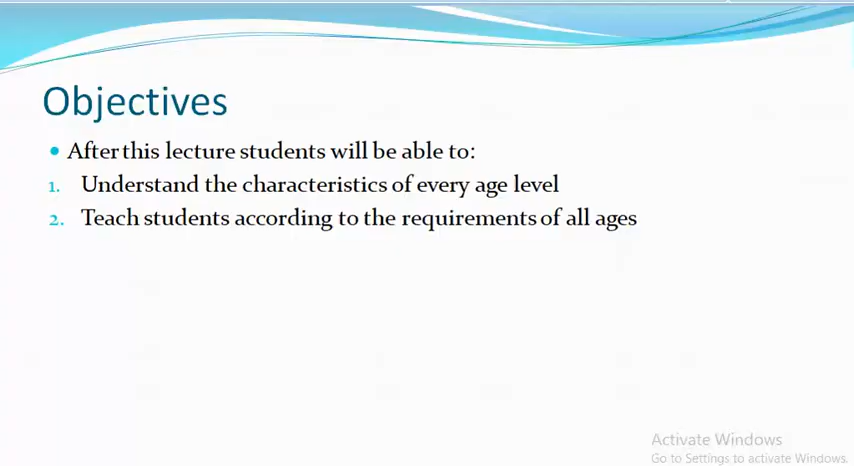 Objectives
• After this lecture students will be able to:
1. Understand the characteristics of every age level
2. Teach students according to the requirements of all ages
Activate Windows
Go to Settings to activate Windows.